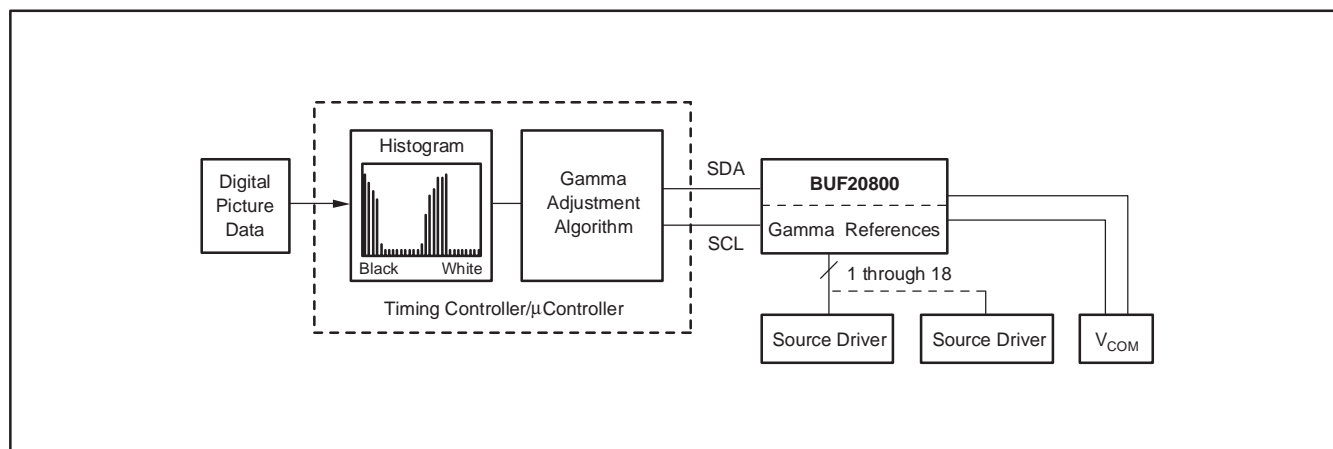 Digital
Picture
Data
Histogram
Black White
Gamma
Adjustment
Algorithm
Timing Controller/μController
SDA
SCL
BUF20800
Gamma References
1 through 18
Source Driver
Source Driver
VCOM